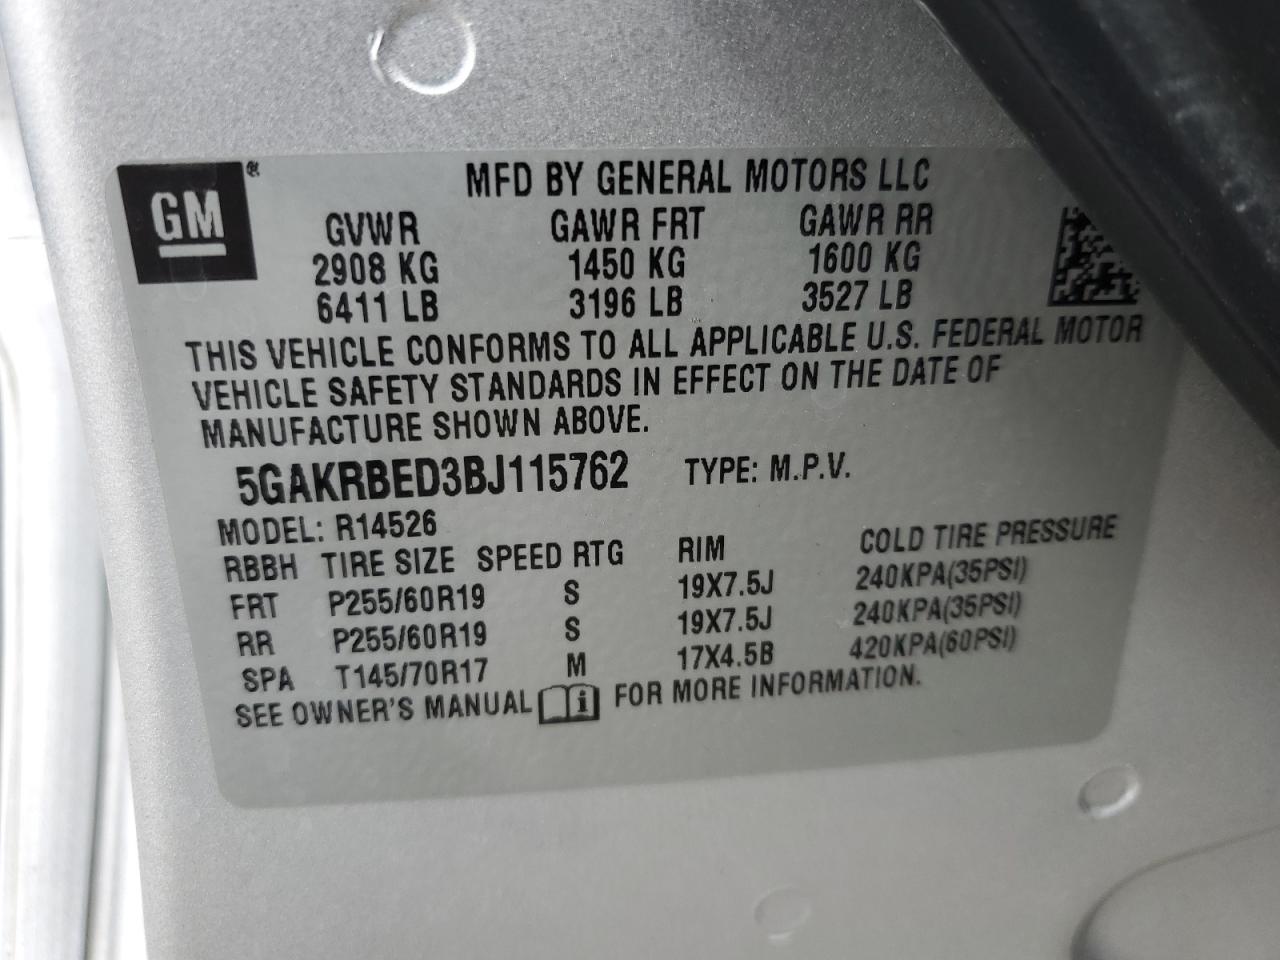 GM®
MFD BY GENERAL MOTORS LLC
GVWR GAWR FRT GAWR RR
2908 KG 1450 KG 1600 KG
6411 LB 3196 LB 3527 LB
THIS VEHICLE CONFORMS TO ALL APPLICABLE U.S. FEDERAL MOTOR
VEHICLE SAFETY STANDARDS IN EFFECT ON THE DATE OF
MANUFACTURE SHOWN ABOVE.
5GAKRBED3BJ115762 TYPE: M.P.V.
MODEL: R14526
RBBH TIRE SIZE SPEED RTG RIM COLD TIRE PRESSURE
FRT P255/60R19 S 19X7.5J 240KPA(35PSI)
RR P255/60R19 S 19X7.5J 240KPA(35PSI)
SPA T145/70R17 M 17X4.5B 420KPA(60PSI)
SEE OWNER'S MANUAL i FOR MORE INFORMATION.